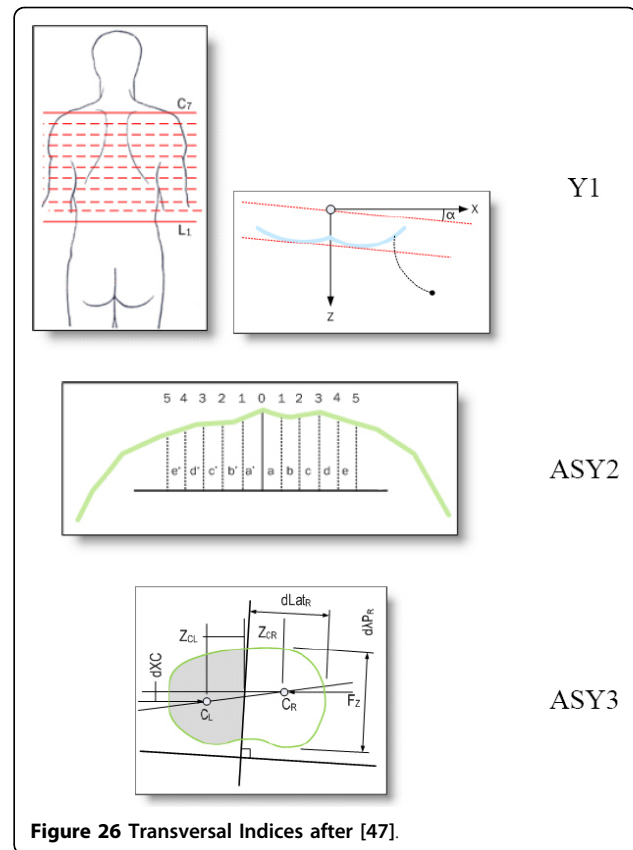 C7
L1
Y1
X
α
Z
5 4 3 2 1 0 1 2 3 4 5
e' d' c' b' a' a b c d e
ASY2
dLatR
ZCL
ZCR
dλPR
dXC
CL
CR
FZ
ASY3
Figure 26 Transversal Indices after [47].